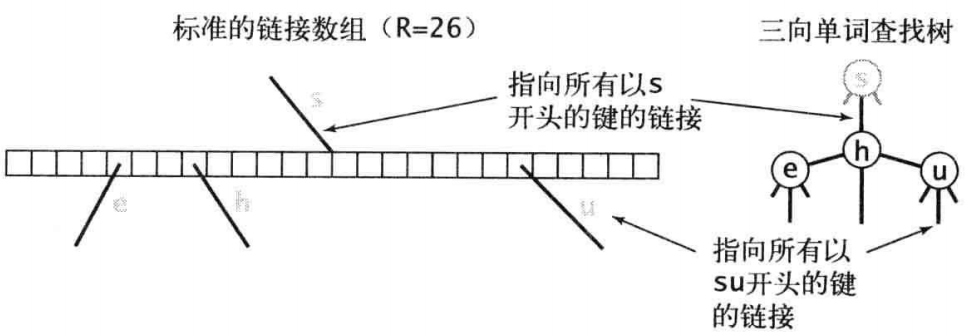 标准的链接数组（R=26）
三向单词查找树
s
指向所有以s
开头的键的链接
s
h
e
u
e
h
u
指向所有以
su开头的键
的链接